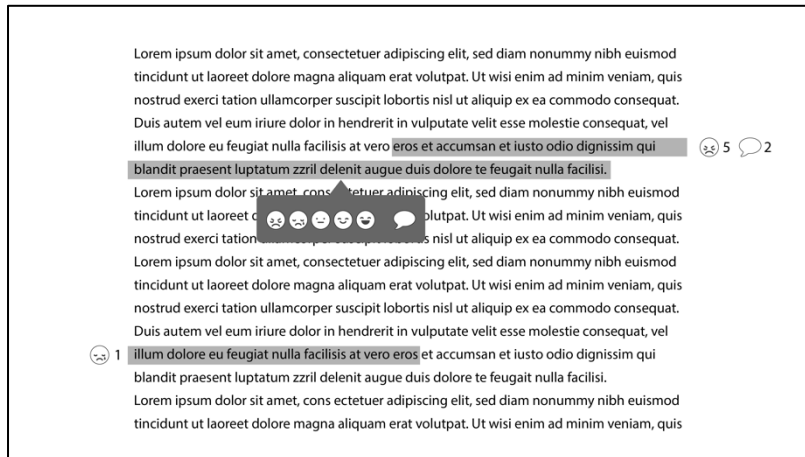 Lorem ipsum dolor sit amet, consectetuer adipiscing elit, sed diam nonummy nibh euismod
tincidunt ut laoreet dolore magna aliquam erat volutpat. Ut wisi enim ad minim veniam, quis
nostrud exerci tation ullamcorper suscipit lobortis nisl ut aliquip ex ea commodo consequat.
Duis autem vel eum iriure dolor in hendrerit in vulputate velit esse molestie consequat, vel
illum dolore eu feugiat nulla facilisis at vero eros et accumsan et iusto odio dignissim qui 5 2
blandit praesent luptatum zzril delenit augue duis dolore te feugait nulla facilisi.
Lorem ipsum dolor sit amet, cons ectetuer adipiscing elit, sed diam nonummy nibh euismod
tincidunt ut laoreet volutpat. Ut wisi enim ad minim veniam, quis
nostrud exerci tation ullamcorper suscipit lobortis nisl ut aliquip ex ea commodo consequat.
Lorem ipsum dolor sit amet, consectetuer adipiscing elit, sed diam nonummy nibh euismod
tincidunt ut laoreet dolore magna aliquam erat volutpat. Ut wisi enim ad minim veniam, quis
nostrud exerci tation ullamcorper suscipit lobortis nisl ut aliquip ex ea commodo consequat.
Duis autem vel eum iriure dolor in hendrerit in vulputate velit esse molestie consequat, vel
1 illum dolore eu feugiat nulla facilisis at vero eros et accumsan et iusto odio dignissim qui
blandit praesent luptatum zzril delenit augue duis dolore te feugait nulla facilisi.
Lorem ipsum dolor sit amet, cons ectetuer adipiscing elit, sed diam nonummy nibh euismod
tincidunt ut laoreet dolore magna aliquam erat volutpat. Ut wisi enim ad minim veniam, quis